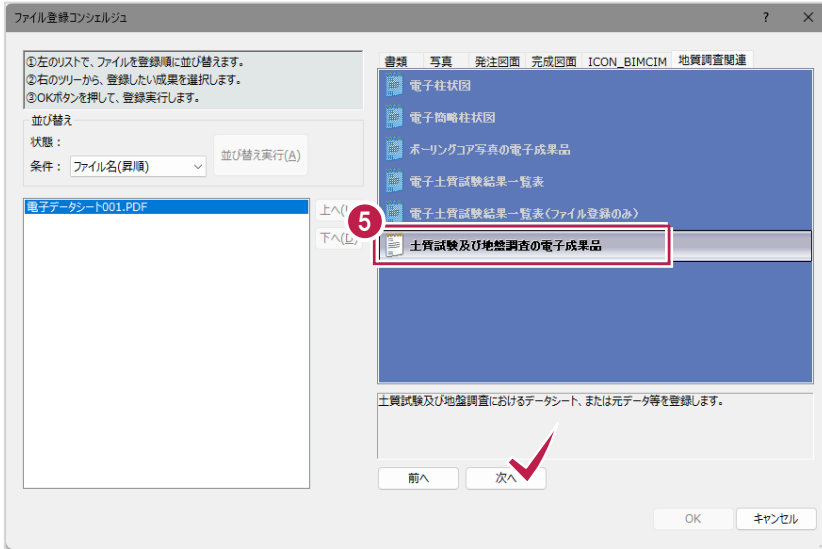 ファイル登録コンシェルジュ
?
①左のリストで、ファイルを登録順に並び替えます。
②右のツリーから、登録したい成果を選択します。
③OKボタンを押して、登録実行します。
並び替え
状態：
条件： ファイル名(昇順)
並び替え実行(A)
電子データシート001.PDF
上へ(
下へ(D)
5
書類 写真 発注図面 完成図面 ICON_BIMCIM 地質調査関連
電子柱状図
電子簡略柱状図
ボーリングコア写真の電子成果品
電子土質試験結果一覧表
電子土質試験結果一覧表(ファイル登録のみ)
土質試験及び地盤調査の電子成果品
土質試験及び地盤調査におけるデータシート、または元データ等を登録します。
前へ 次へ
OK キャンセル